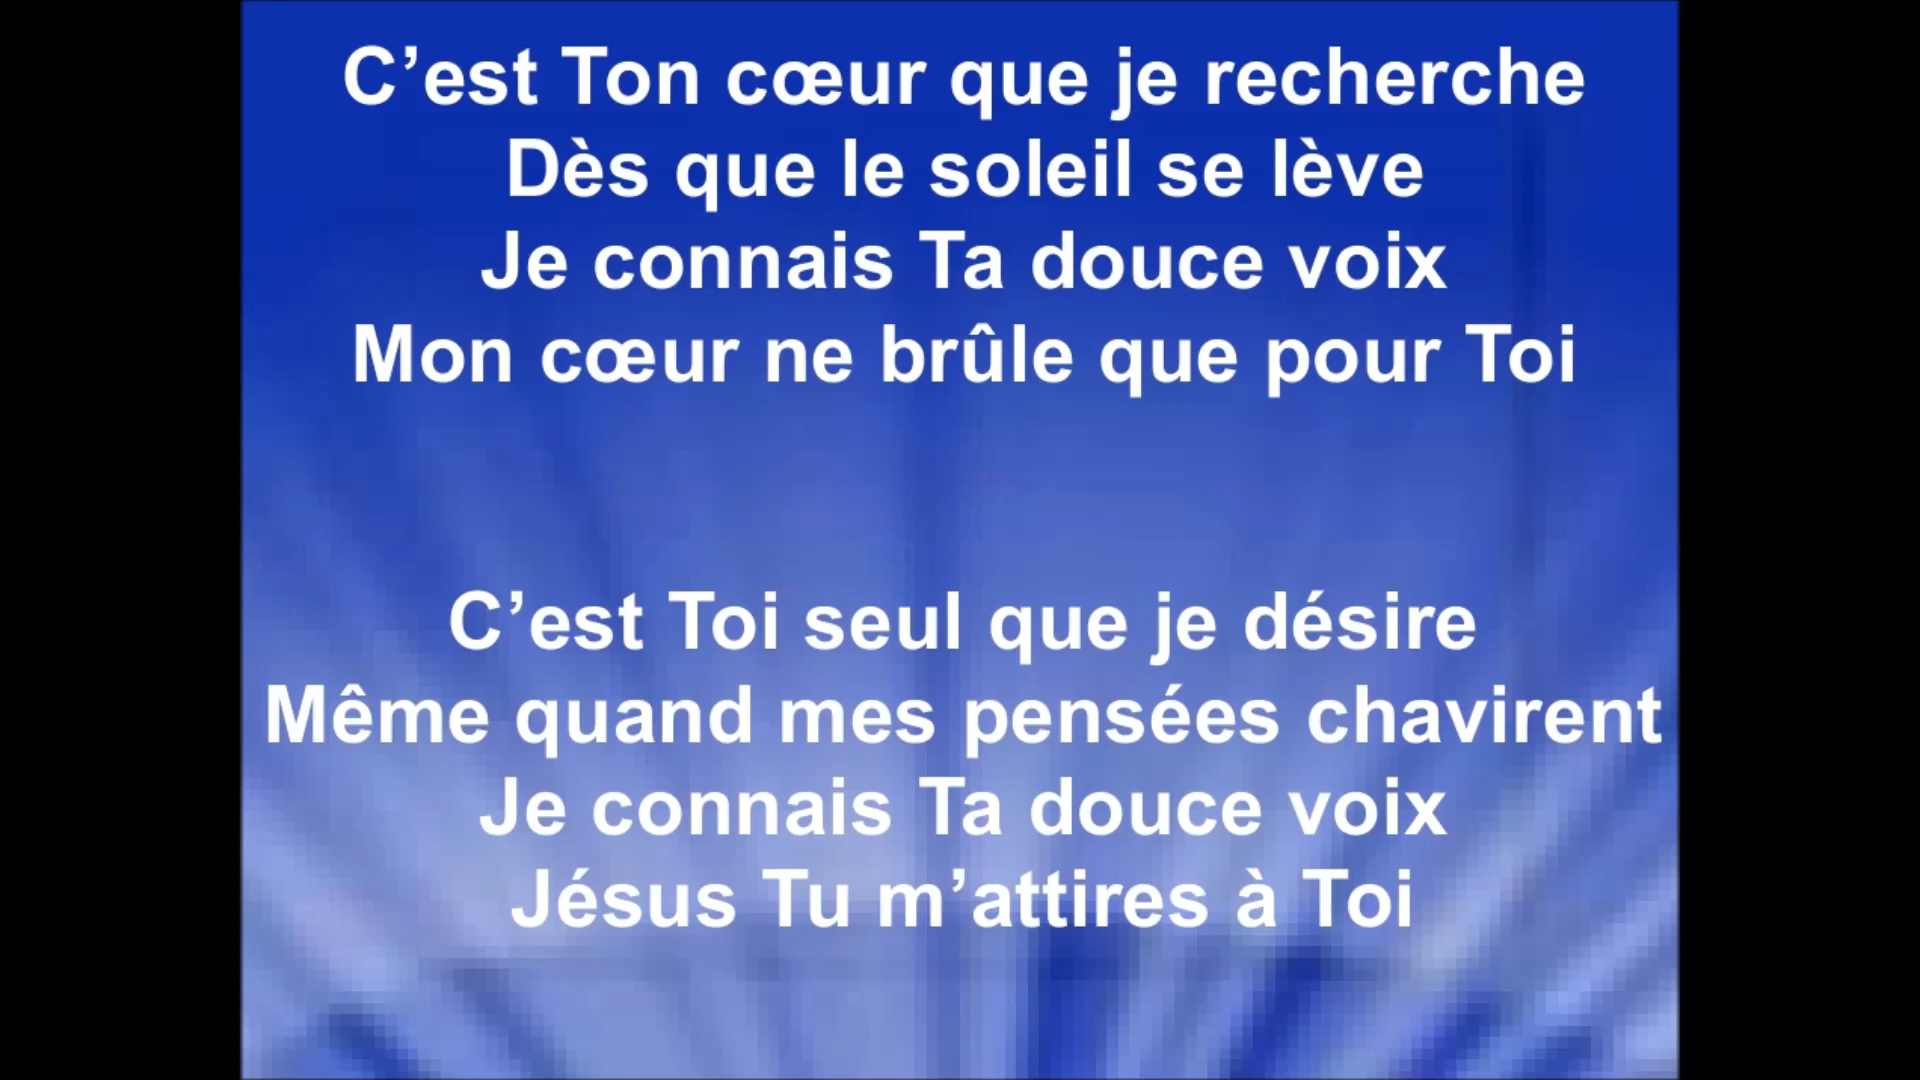 C’est Ton cœur que je recherche
Dès que le soleil se lève
Je connais Ta douce voix
Mon cœur ne brûle que pour Toi
C’est Toi seul que je désire
Même quand mes pensées chavirent
Je connais Ta douce voix
Jésus Tu m’attires à Toi